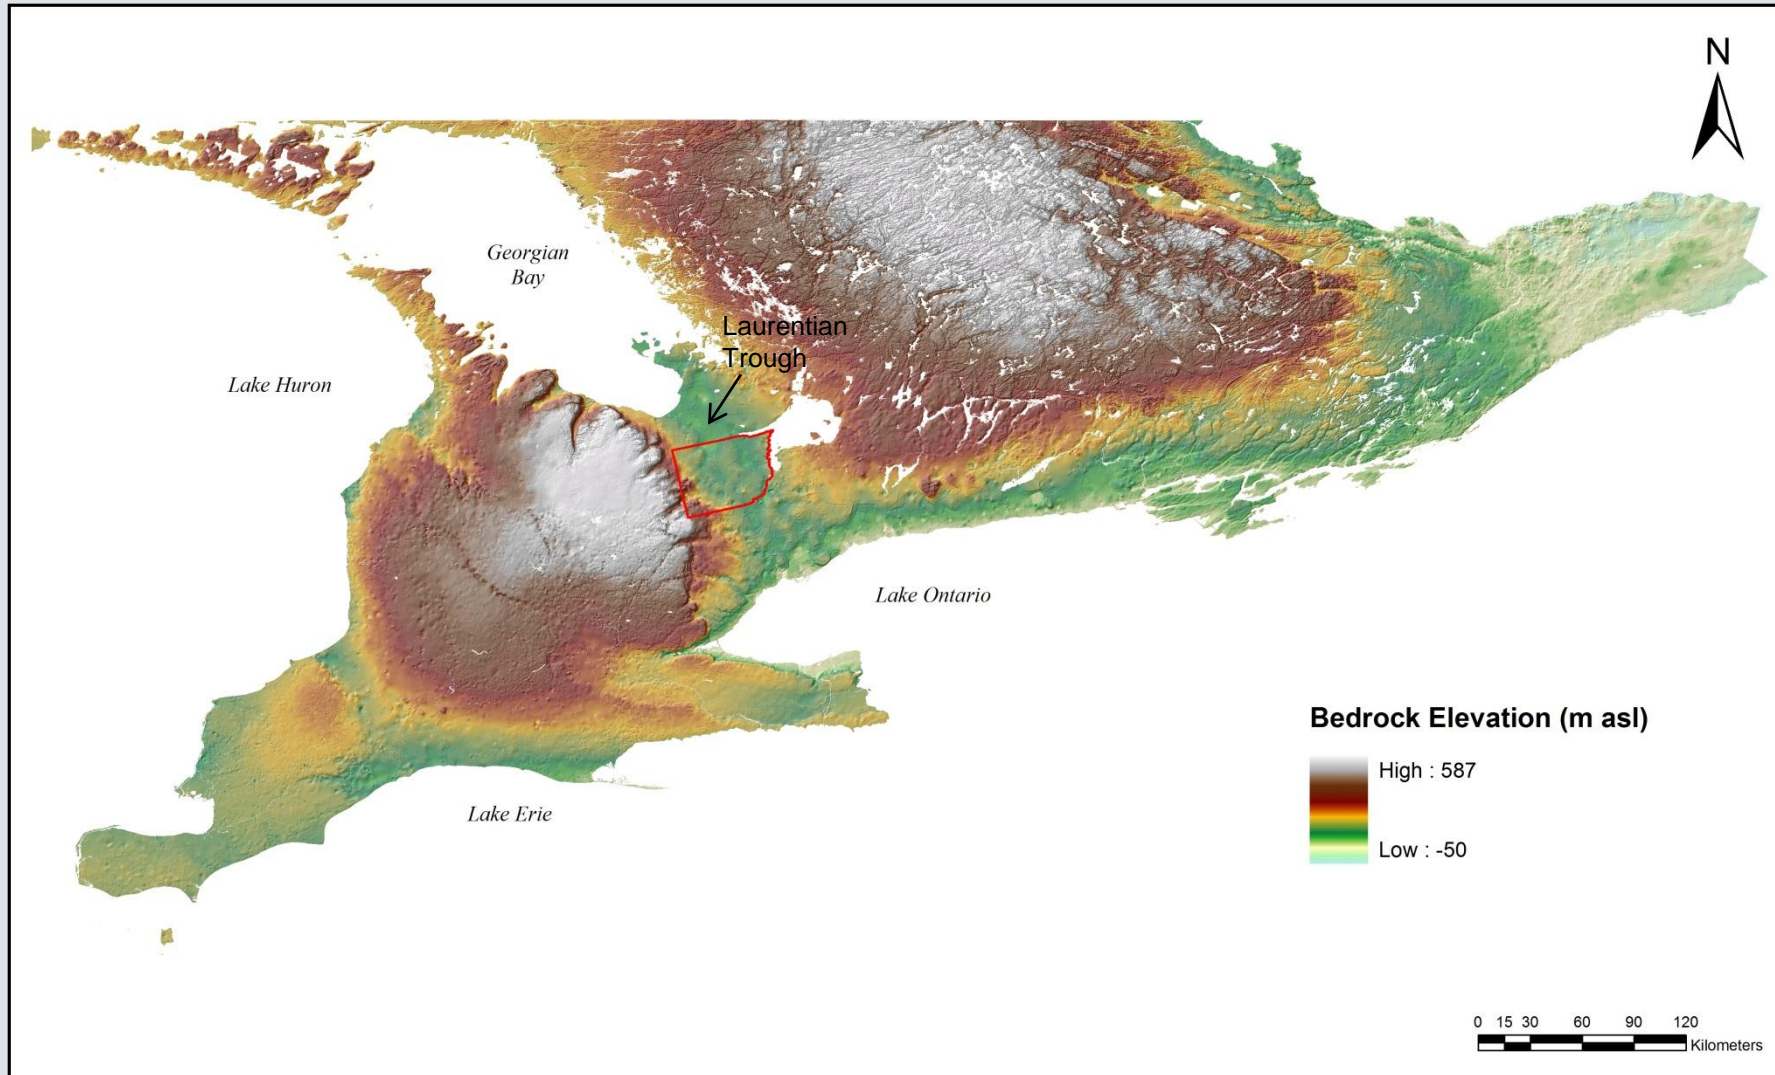 N
Georgian
Bay
Laurentian
Trough
Lake Huron
Lake Ontario
Lake Erie
Bedrock Elevation (m asl)
High : 587
Low : -50
0 15 30 60 90 120
Kilometers